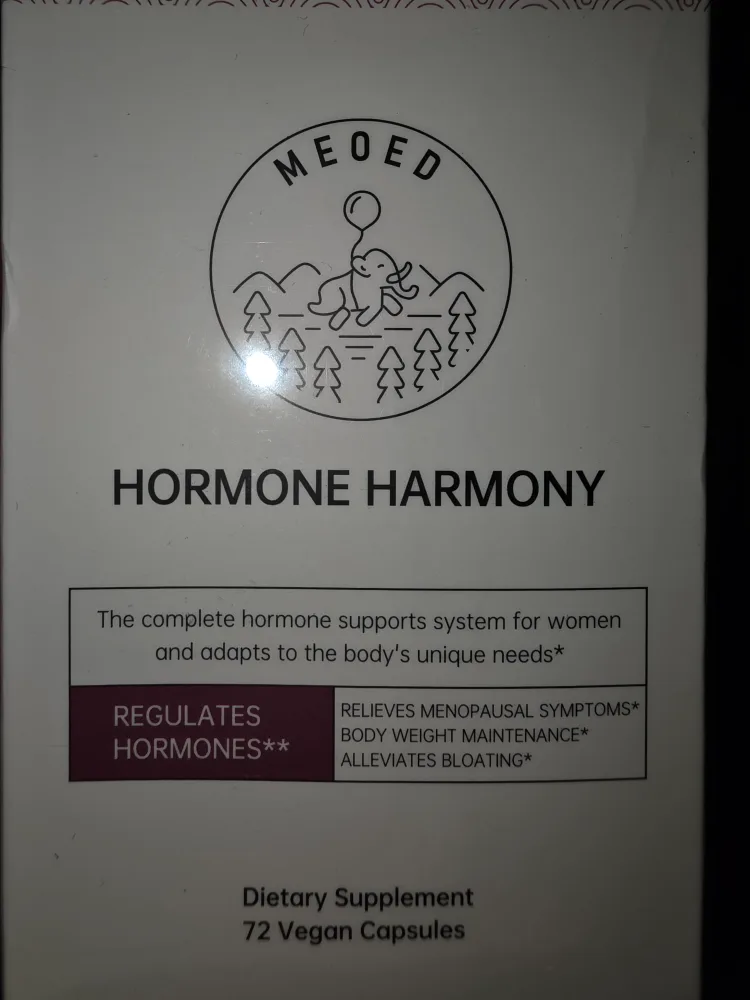 MEOED
HORMONE HARMONY
The complete hormone supports system for women
and adapts to the body's unique needs*
REGULATES
HORMONES**
RELIEVES MENOPAUSAL SYMPTOMS*
BODY WEIGHT MAINTENANCE*
ALLEVIATES BLOATING*
Dietary Supplement
72 Vegan Capsules